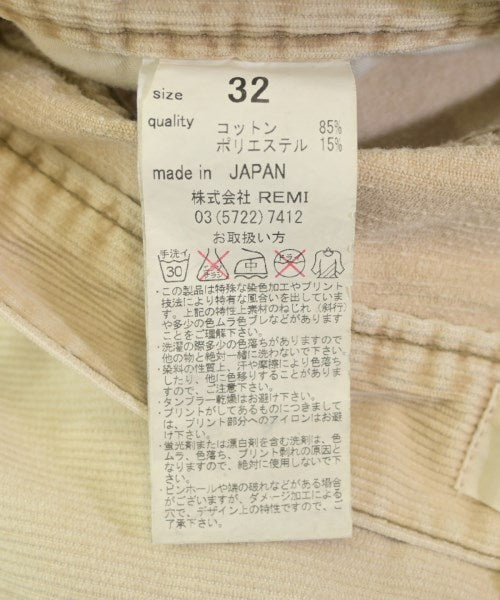 size 32
quality コットン 85%
ポリエステル 15%
made in JAPAN
株式会社 REMI
03(5722)7412
お取扱い方
手洗イ
30
エンソサラシ
中
ドライ
・この製品は特殊な染色加工やプリント
技法により特有な風合いを出しています。
上記の特性上素材のねじれ(斜行)
や多少の色ムラ色ブレなどがあります
ことをご理解下さい。
・洗濯の際多少の色落ちがありますので
他の物と絶対一緒に洗わないで下さい。
・染料の性質上、汗や摩擦により色落ち
したり、他に色移りすることがありま
すので、ご注意下さい。
・タンブラー乾燥はお避け下さい。
・プリントがしてあるものにつきまして
は、プリント部分へのアイロンはお避
け下さい。
・蛍光剤または漂白剤を含む洗剤は、色
ムラ、色落ち、プリント剥れの原因と
なりますので、絶対に使用しないで下
さい。
・ピンホールや端の破れなどがある場合
がございますが、ダメージ加工による
穴で、デザイン上の特性ですので、ご
了承下さい。